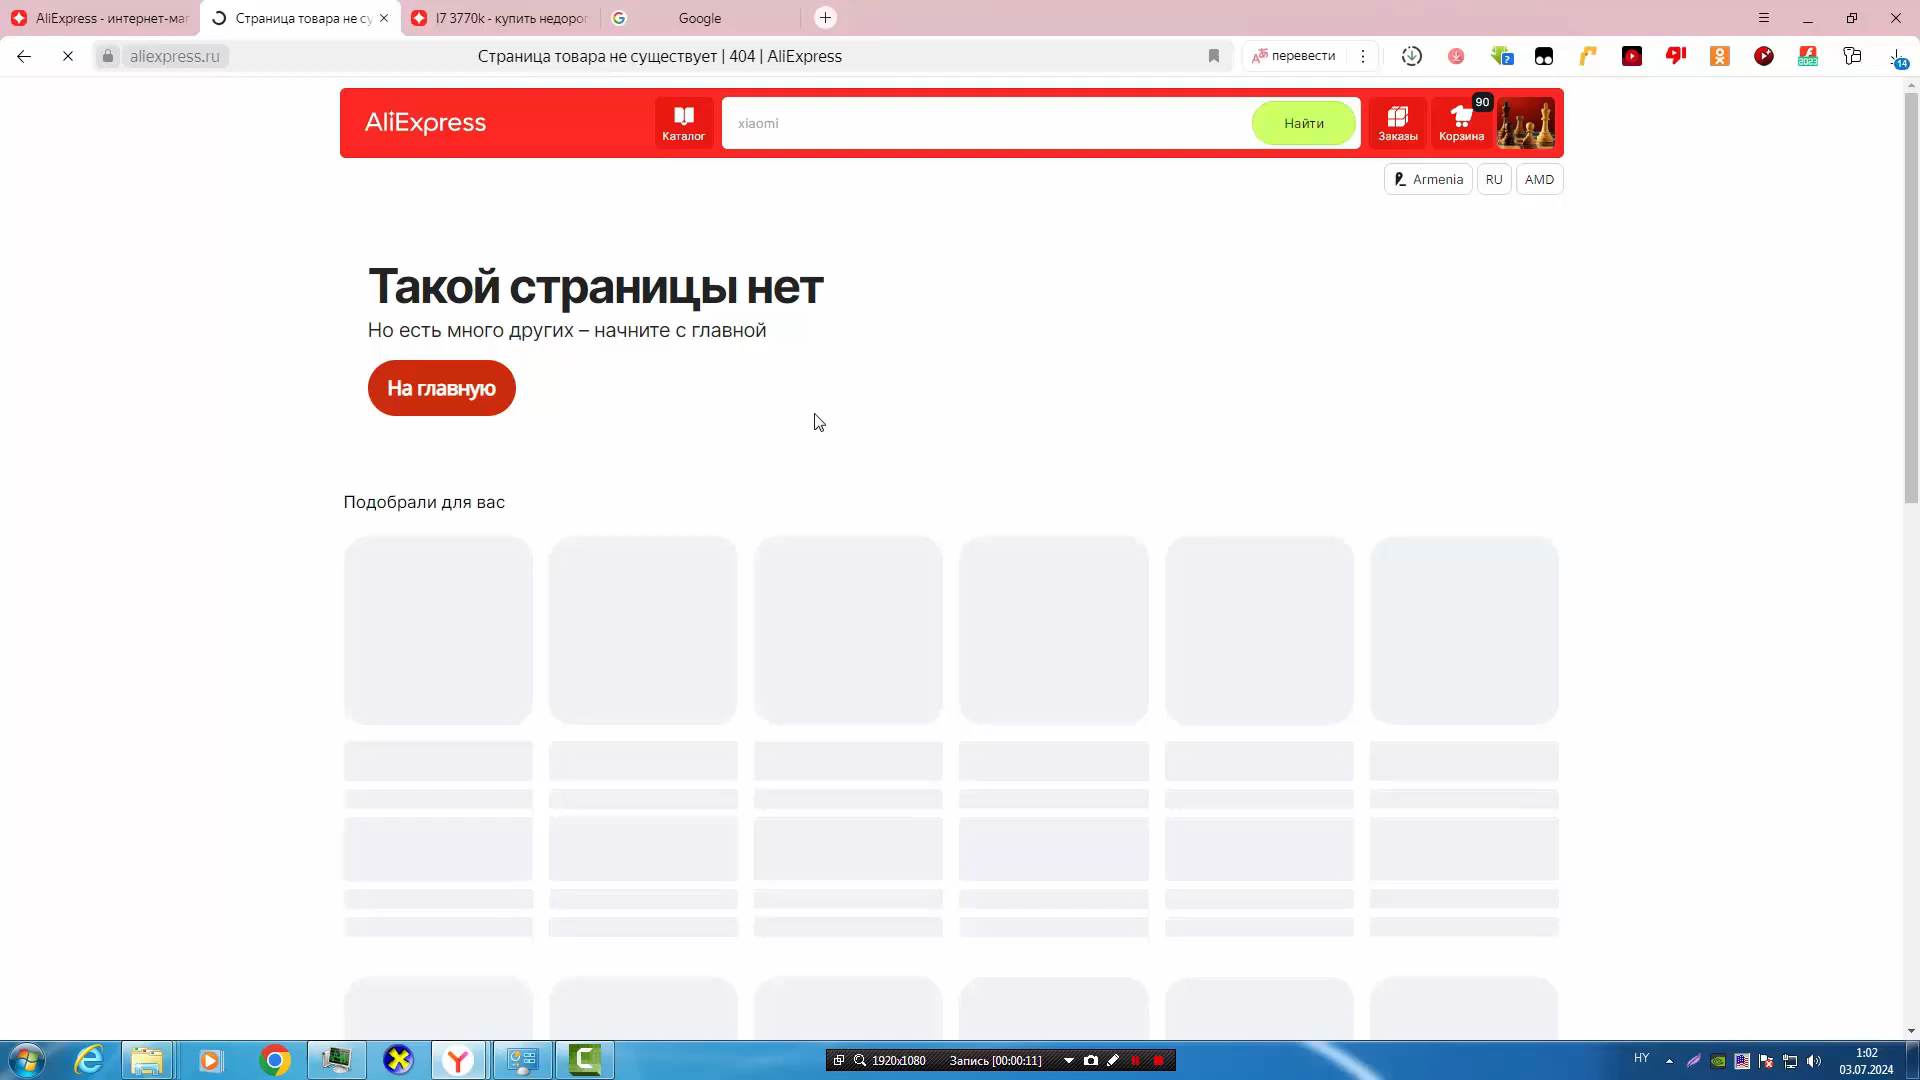 AliExpress - интернет-маг
Страница товара не су
I7 3770k - купить недорог
Google
aliexpress.ru
Страница товара не существует | 404 | AliExpress
перевести
14
AliExpress
Каталог
xiaomi
Найти
Заказы
90
Корзина
Armenia
RU
AMD
Такой страницы нет
Но есть много других – начните с главной
На главную
Подобрали для вас
1920x1080
Запись [00:00:11]
HY
1:02
03.07.2024